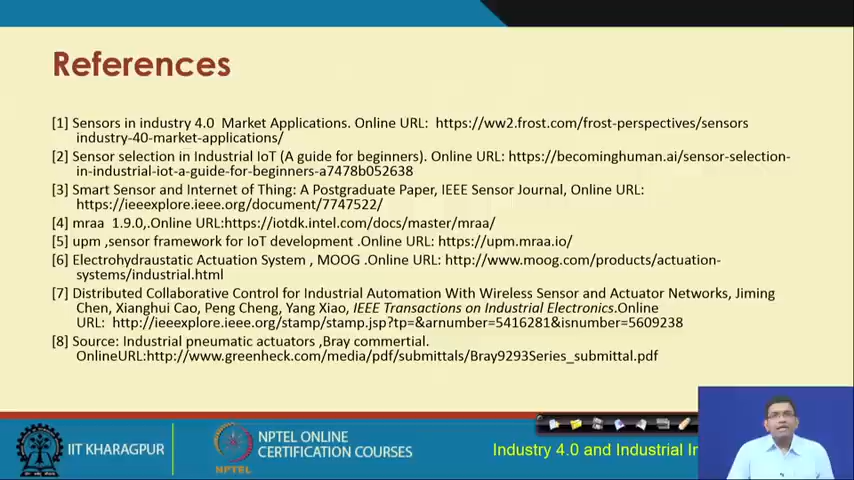 References
[1] Sensors in industry 4.0 Market Applications. Online URL: https://ww2.frost.com/frost-perspectives/sensors
industry-40-market-applications/
[2] Sensor selection in Industrial IoT (A guide for beginners). Online URL: https://becominghuman.ai/sensor-selection-
in-industrial-iot-a-guide-for-beginners-a7478b052638
[3] Smart Sensor and Internet of Thing: A Postgraduate Paper, IEEE Sensor Journal, Online URL:
https://ieeexplore.ieee.org/document/7747522/
[4] mraa 1.9.0,.Online URL:https://iotdk.intel.com/docs/master/mraa/
[5] upm ,sensor framework for IoT development .Online URL: https://upm.mraa.io/
[6] Electrohydraustatic Actuation System , MOOG .Online URL: http://www.moog.com/products/actuation-
systems/industrial.html
[7] Distributed Collaborative Control for Industrial Automation With Wireless Sensor and Actuator Networks, Jiming
Chen, Xianghui Cao, Peng Cheng, Yang Xiao, IEEE Transactions on Industrial Electronics.Online
URL: http://ieeexplore.ieee.org/stamp/stamp.jsp?tp=&arnumber=5416281&isnumber=5609238
[8] Source: Industrial pneumatic actuators ,Bray commertial.
OnlineURL:http://www.greenheck.com/media/pdf/submittals/Bray9293Series_submittal.pdf
IIT KHARAGPUR
NPTEL
NPTEL ONLINE
CERTIFICATION COURSES
Industry 4.0 and Industrial In